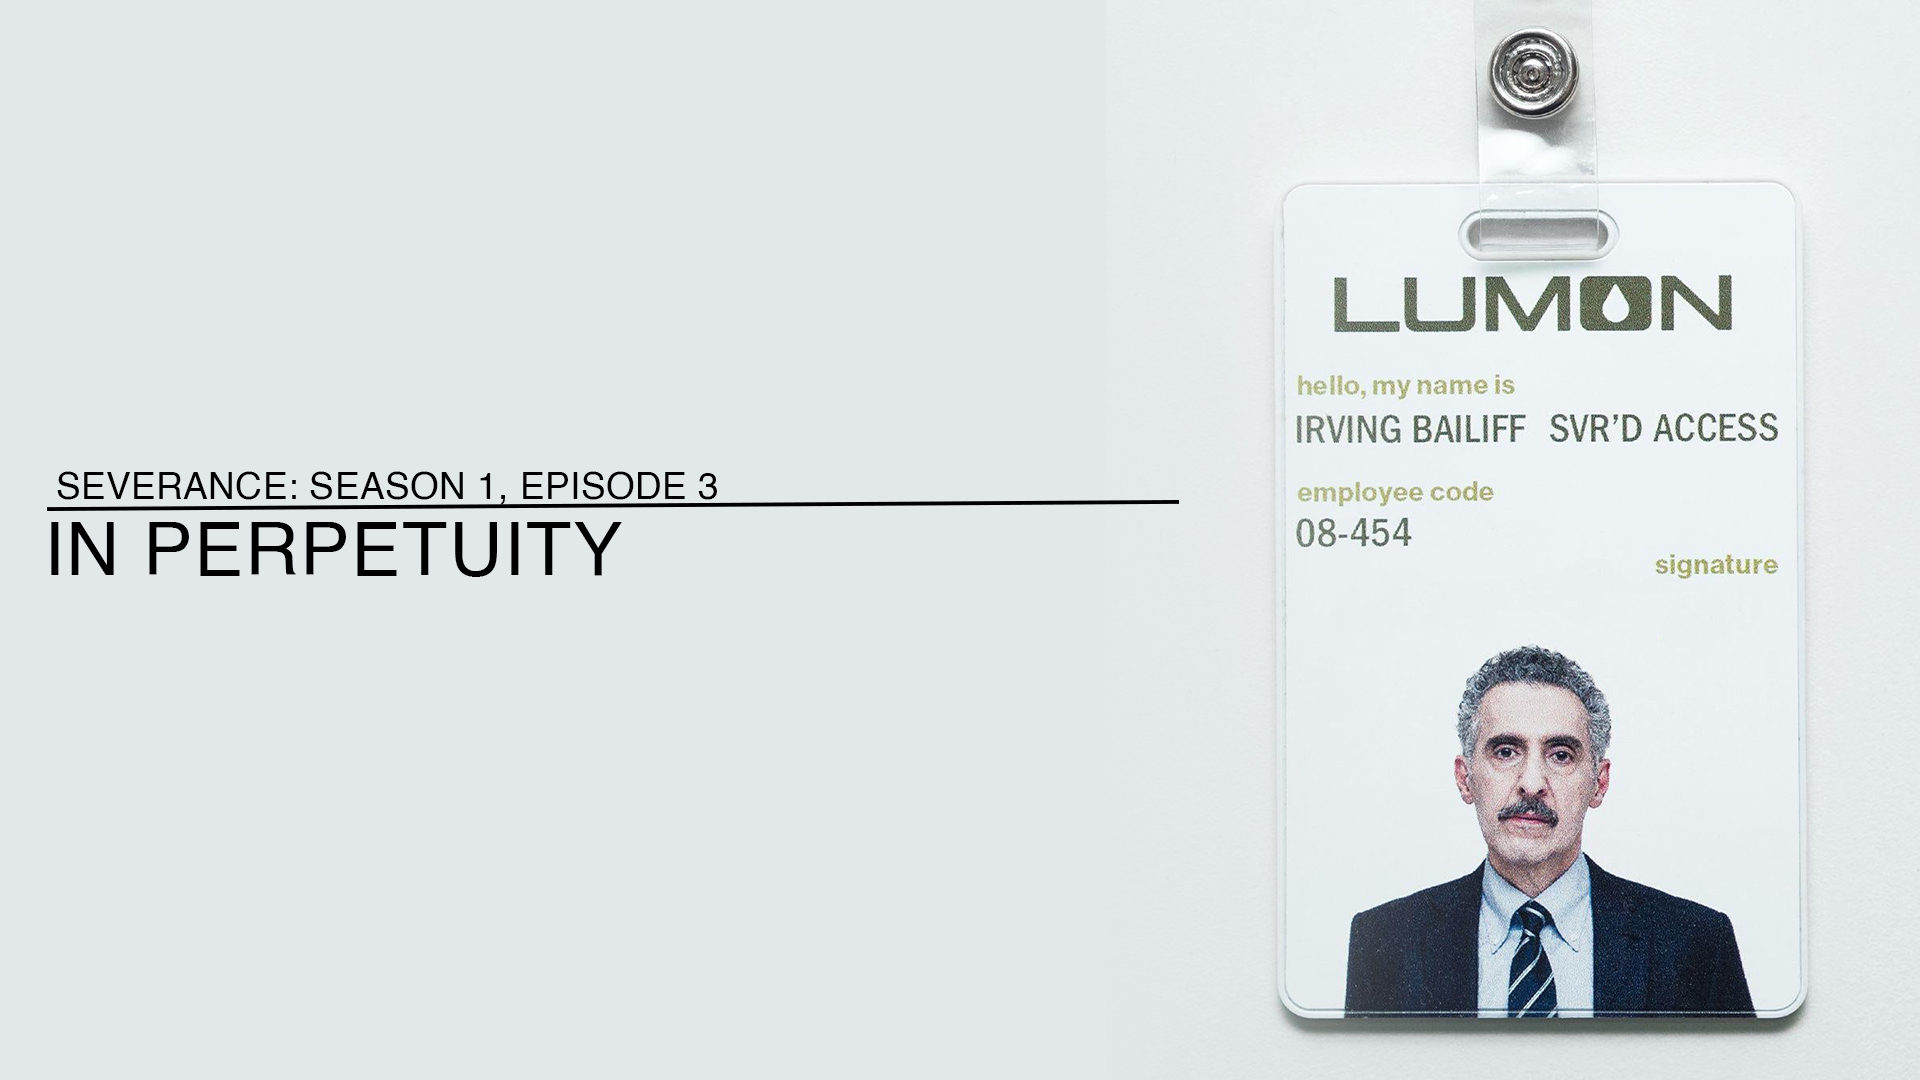 SEVERANCE: SEASON 1, EPISODE 3
IN PERPETUITY
LUMON
hello, my name is
IRVING BAILIFF SVR'D ACCESS
employee code
08-454
signature